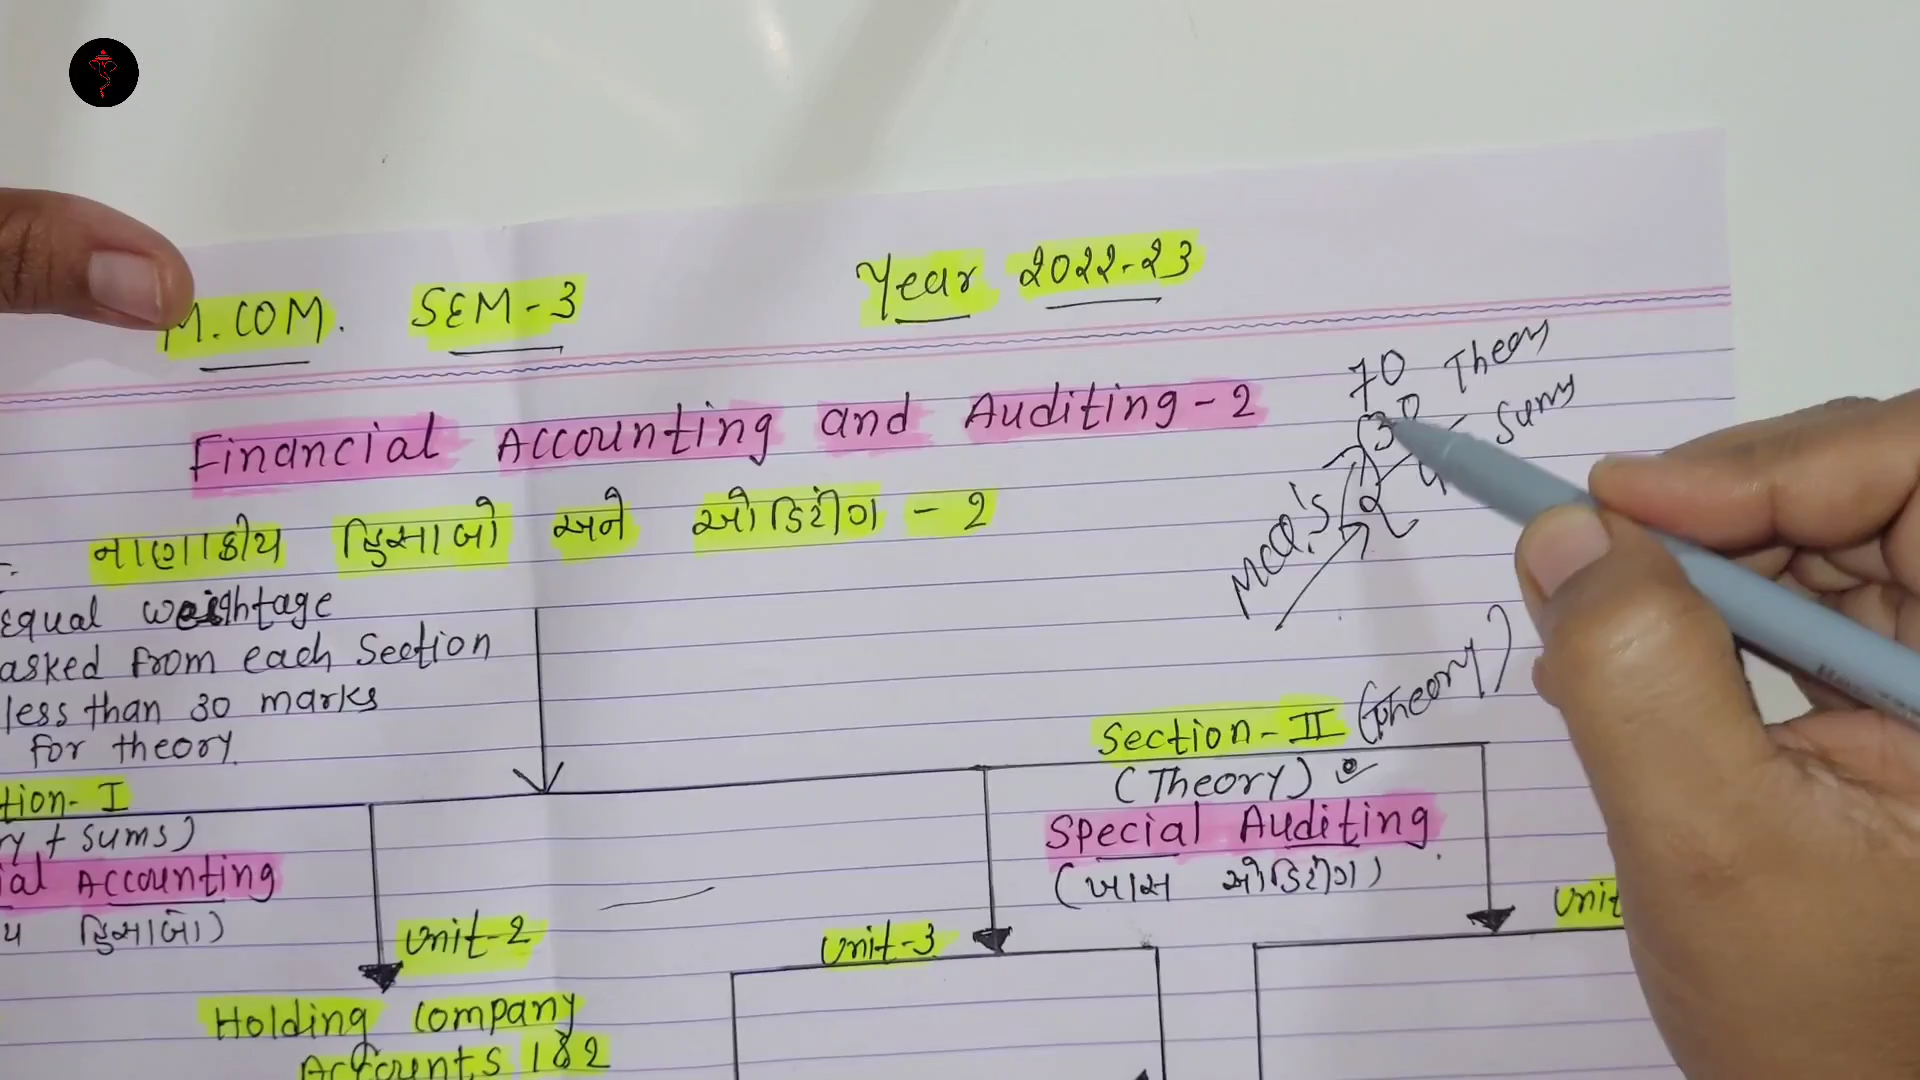 M.COM. SEM-3 Year 2022-23
Financial Accounting and Auditing-2
નાણાકીય હિસાબો અને ઓડિટીંગ - 2
70 Theory
30 Sums
MCQ's
Equal weightage
asked from each Section
less than 30 marks
for theory.
tion-I
y + Sums)
ial Accounting
ય હિસાબો)
Section-II (Theory)
(Theory)
Special Auditing
(ખાસ ઓડિટીંગ)
Unit-2
Unit-3
Unit
Holding Company
Accounts 1&2